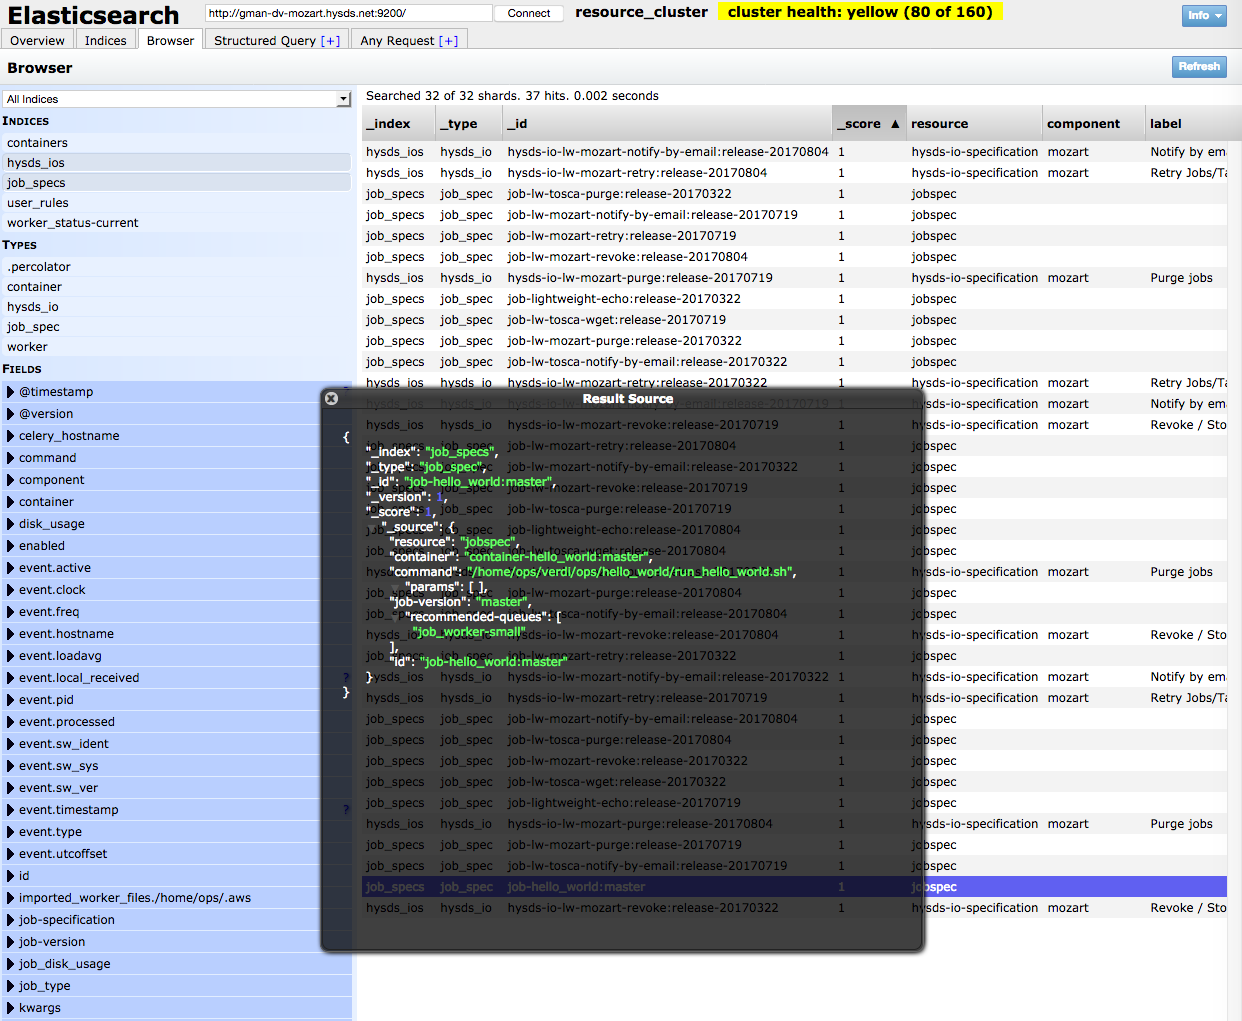 Elasticsearch
http://gman-dv-mozart.hysds.net:9200/
Connect
resource_cluster
cluster health: yellow (80 of 160)
Info
Overview
Indices
Browser
Structured Query [+]
Any Request [+]
Browser
Refresh
All Indices
INDICES
containers
hysds_ios
job_specs
user_rules
worker_status-current
TYPES
.percolator
container
hysds_io
job_spec
worker
FIELDS
@timestamp
@version
celery_hostname
command
component
container
disk_usage
enabled
event.active
event.clock
event.freq
event.hostname
event.loadavg
event.local_received
?
event.pid
event.processed
event.sw_ident
event.sw_sys
event.sw_ver
event.timestamp
?
event.type
event.utcoffset
id
imported_worker_files./home/ops/.aws
job-specification
job-version
job_disk_usage
job_type
kwargs
Searched 32 of 32 shards. 37 hits. 0.002 seconds
_index _type _id _score ▲ resource component label
hysds_ios hysds_io hysds-io-lw-mozart-notify-by-email:release-20170804 1 hysds-io-specification mozart Notify by em
hysds_ios hysds_io hysds-io-lw-mozart-retry:release-20170804 1 hysds-io-specification mozart Retry Jobs/Ta
job_specs job_spec job-lw-tosca-purge:release-20170322 1 jobspec
job_specs job_spec job-lw-mozart-notify-by-email:release-20170719 1 jobspec
job_specs job_spec job-lw-mozart-retry:release-20170719 1 jobspec
job_specs job_spec job-lw-mozart-revoke:release-20170804 1 jobspec
hysds_ios hysds_io hysds-io-lw-mozart-purge:release-20170719 1 hysds-io-specification mozart Purge jobs
job_specs job_spec job-lightweight-echo:release-20170322 1 jobspec
job_specs job_spec job-lw-tosca-wget:release-20170719 1 jobspec
job_specs job_spec job-lw-mozart-purge:release-20170322 1 jobspec
job_specs job_spec job-lw-tosca-notify-by-email:release-20170322 1 jobspec
hysds_ios hysds_io hysds-io-lw-mozart-retry:release-20170322 1 hysds-io-specification mozart Retry Jobs/Ta
hysds_ios hysds_io hysds-io-lw-mozart-notify-by-email:release-20170719 1 hysds-io-specification mozart Notify by em
hysds_ios hysds_io hysds-io-lw-mozart-revoke:release-20170719 1 hysds-io-specification mozart Revoke / Sto
job_specs job_spec job-lw-mozart-retry:release-20170804 1 jobspec
job_specs job_spec job-lw-mozart-notify-by-email:release-20170322 1 jobspec
job_specs job_spec job-lw-mozart-revoke:release-20170719 1 jobspec
job_specs job_spec job-lw-tosca-purge:release-20170719 1 jobspec
job_specs job_spec job-lightweight-echo:release-20170804 1 jobspec
job_specs job_spec job-lw-tosca-wget:release-20170804 1 jobspec
1 hysds-io-specification mozart Purge jobs
job_specs job_spec job-lw-mozart-purge:release-20170804 1 jobspec
job_specs job_spec job-lw-tosca-notify-by-email:release-20170804 1 jobspec
hysds_ios hysds_io hysds-io-lw-mozart-revoke:release-20170804 1 hysds-io-specification mozart Revoke / Sto
job_specs job_spec job-lw-mozart-retry:release-20170322 1 jobspec
hysds_ios hysds_io hysds-io-lw-mozart-notify-by-email:release-20170322 1 hysds-io-specification mozart Notify by em
hysds_ios hysds_io hysds-io-lw-mozart-retry:release-20170719 1 hysds-io-specification mozart Retry Jobs/Ta
job_specs job_spec job-lw-mozart-notify-by-email:release-20170804 1 jobspec
job_specs job_spec job-lw-tosca-purge:release-20170804 1 jobspec
job_specs job_spec job-lw-mozart-revoke:release-20170322 1 jobspec
job_specs job_spec job-lw-tosca-wget:release-20170322 1 jobspec
job_specs job_spec job-lightweight-echo:release-20170719 1 jobspec
hysds_ios hysds_io hysds-io-lw-mozart-purge:release-20170804 1 hysds-io-specification mozart Purge jobs
job_specs job_spec job-lw-mozart-purge:release-20170719 1 jobspec
job_specs job_spec job-lw-tosca-notify-by-email:release-20170719 1 jobspec
job_specs job_spec job-hello_world:master 1 jobspec
hysds_ios hysds_io hysds-io-lw-mozart-revoke:release-20170322 1 hysds-io-specification mozart Revoke / Sto
Result Source
{
"_index": "job_specs",
"_type": "job_spec",
"_id": "job-hello_world:master",
"_version": 1,
"_score": 1,
"_source": {
"resource": "jobspec",
"container": "container-hello_world:master",
"command": "/home/ops/verdi/ops/hello_world/run_hello_world.sh",
"params": [ ],
"job-version": "master",
"recommended-queues": [
"job_worker-small"
],
"id": "job-hello_world:master"
}
}